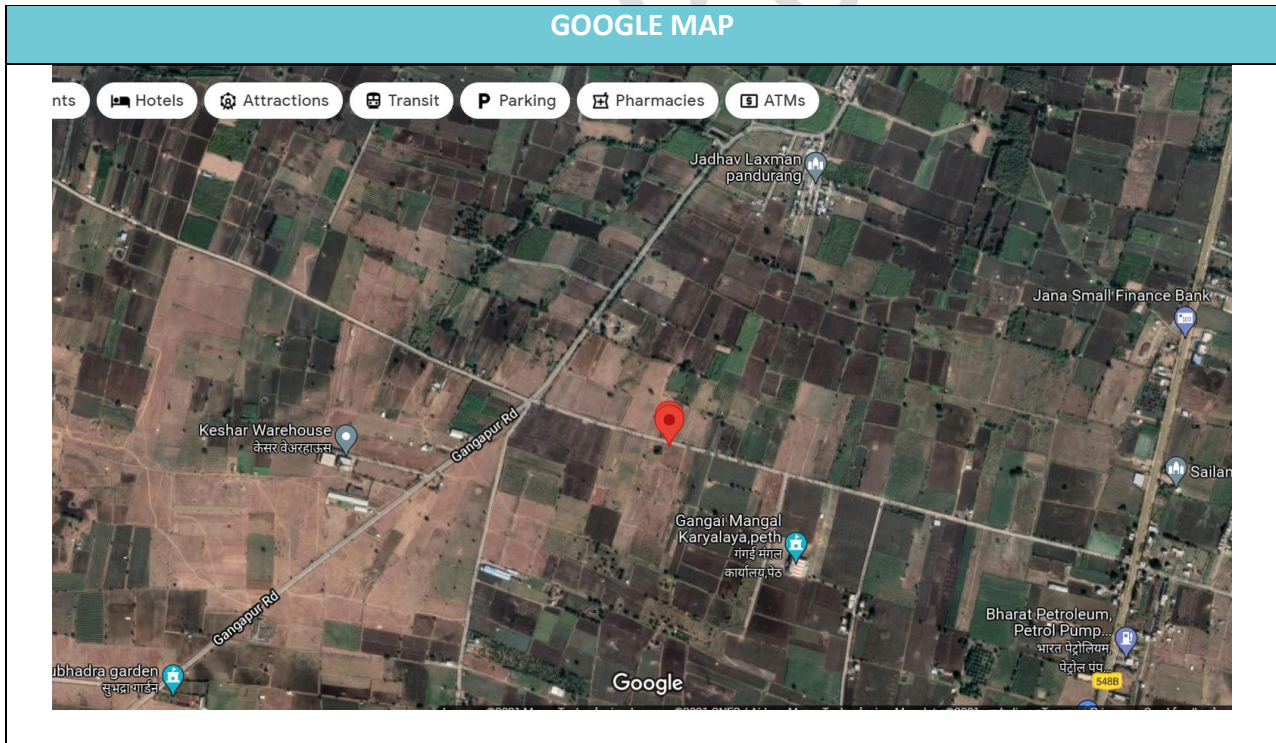 GOOGLE MAP
nts
Hotels
Attractions
Transit
P Parking
Pharmacies
ATMs
Jadhav Laxman
pandurang
Jana Small Finance Bank
Keshar Warehouse
केसर वेअरहाऊस
Gangapur Rd
Sailan
Gangai Mangal
Karyalaya,peth
गंगई मंगल
कार्यालय,पेठ
Gangapur Rd
Bharat Petroleum,
Petrol Pump...
भारत पेट्रोलियम,
पेट्रोल पंप...
548B
ubhadra garden
सुभद्रा गार्डन
Google